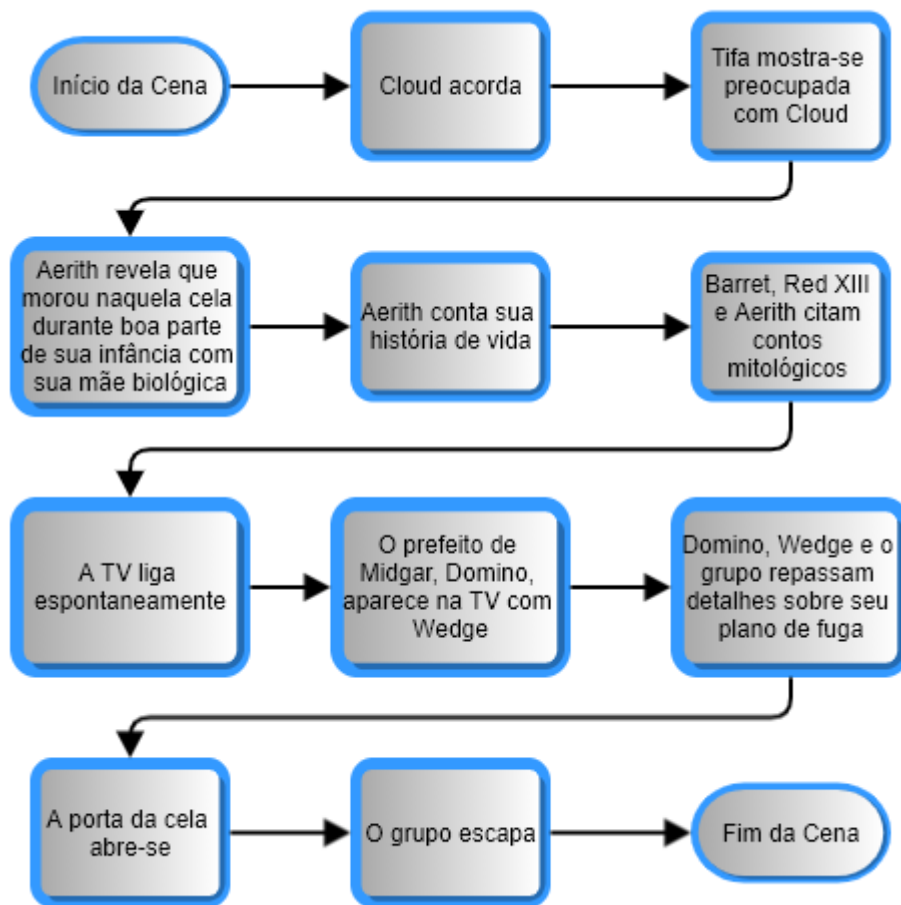 Início da Cena
Cloud acorda
Tifa mostra-se
preocupada
com Cloud
Aerith revela que
morou naquela cela
durante boa parte
de sua infância com
sua mãe biológica
Aerith conta sua
história de vida
Barret, Red XIII
e Aerith citam
contos
mitológicos
A TV liga
espontaneamente
O prefeito de
Midgar, Domino,
aparece na TV com
Wedge
Domino, Wedge e o
grupo repassam
detalhes sobre seu
plano de fuga
A porta da cela
abre-se
O grupo escapa
Fim da Cena